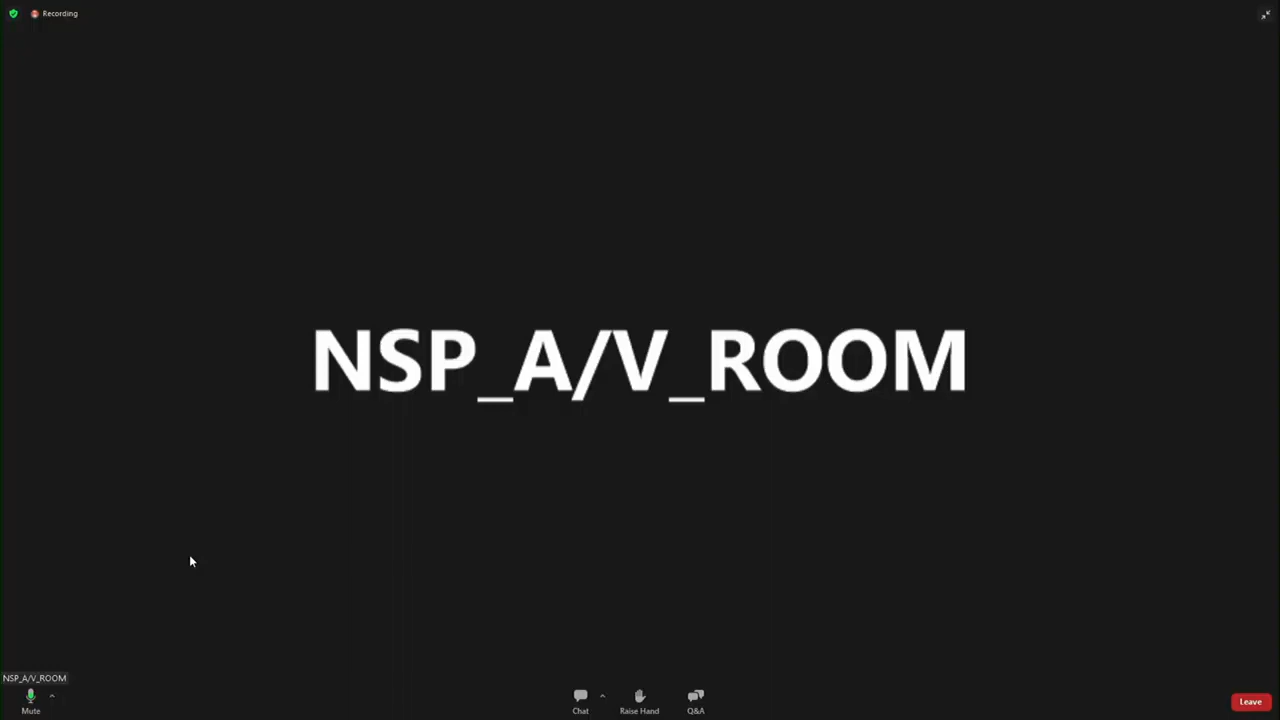 Recording
NSP_A/V_ROOM
NSP_A/V_ROOM
Mute
Chat
Raise Hand
Q&A
Leave